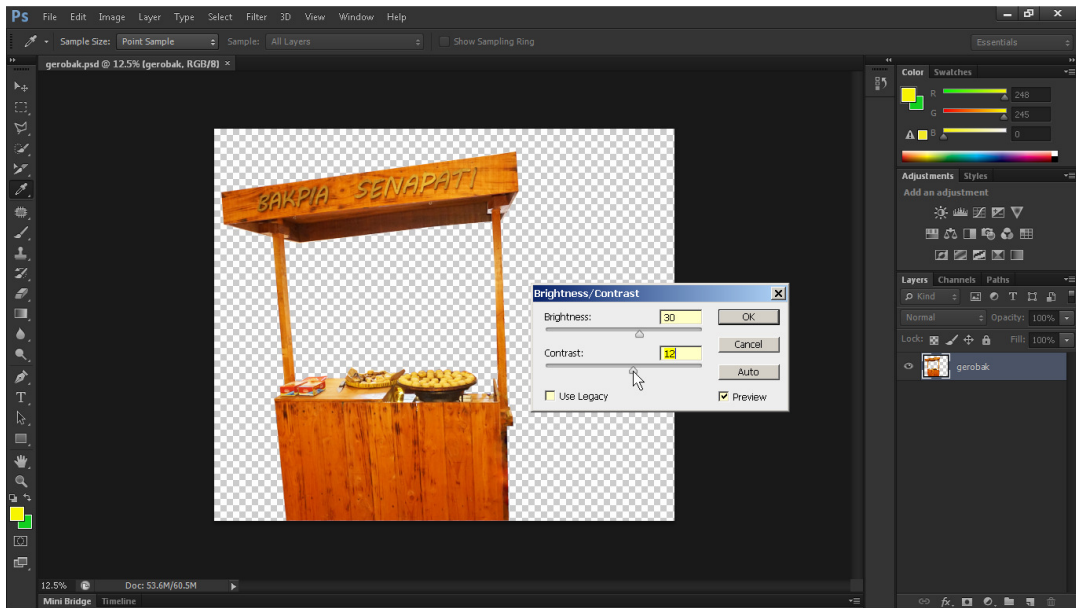 Ps File Edit Image Layer Type Select Filter 3D View Window Help
Sample Size: Point Sample Sample: All Layers Show Sampling Ring Essentials
gerobak.psd @ 12.5% (gerobak, RGB/8) ×
Color Swatches
R 248
G 245
B 0
Adjustments Styles
Add an adjustment
BAKPIA SENAPATI
Layers Channels Paths
Kind
Normal Opacity: 100%
Lock: Fill: 100%
gerobak
Brightness/Contrast
Brightness: 30 OK
Cancel
Contrast: 12
Auto
Use Legacy Preview
12.5% Doc: 53.6M/60.5M
Mini Bridge Timeline